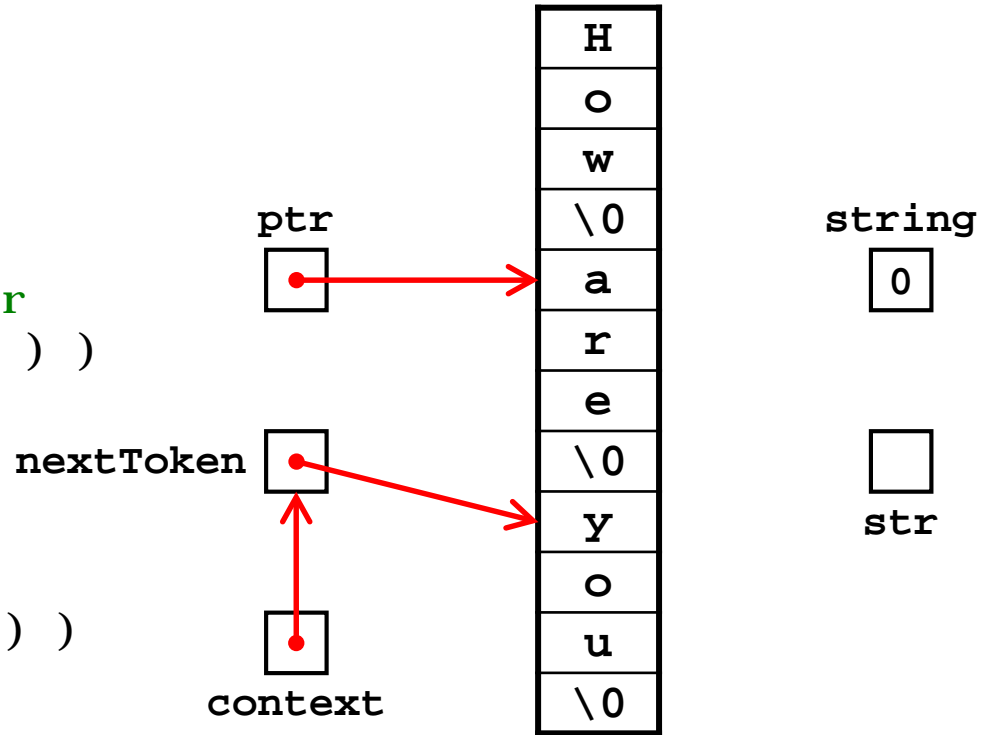 H
o
w
ptr \0 string
a 0
r
) ) r
e
nextToken \0
y str
o
) ) u
context \0